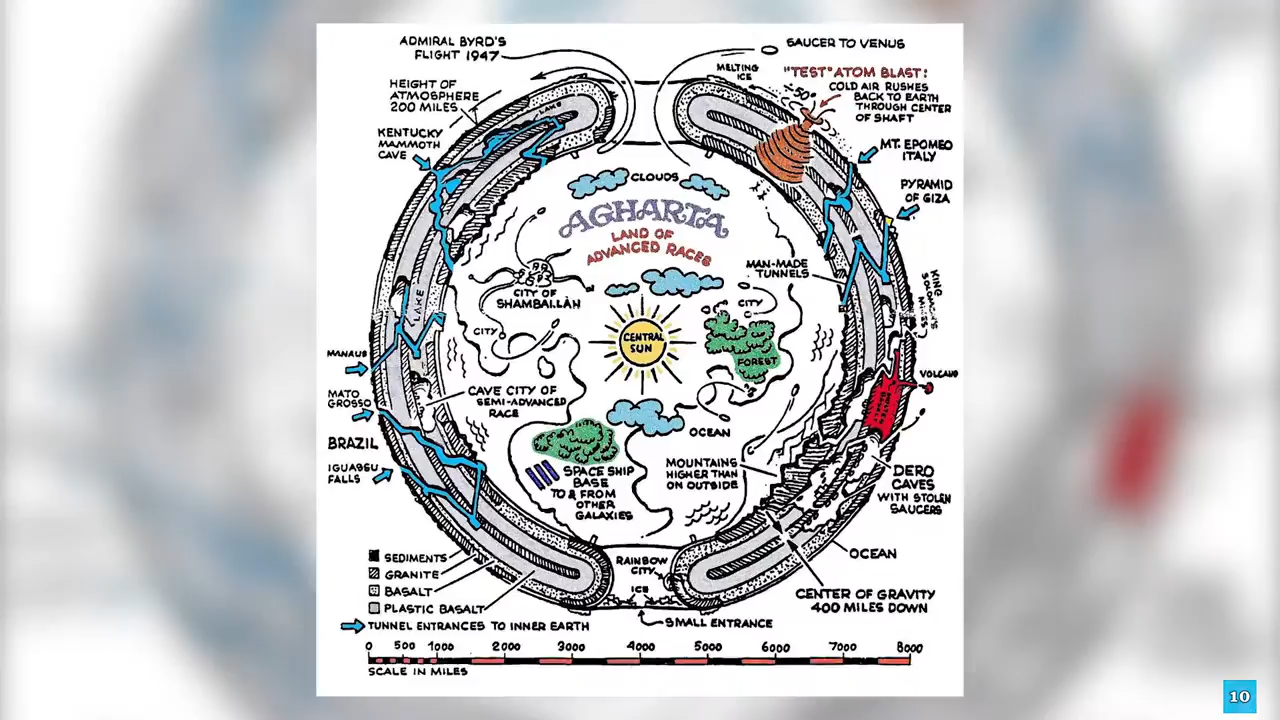 ADMIRAL BYRD'S
FLIGHT 1947
SAUCER TO VENUS
MELTING
ICE
"TEST" ATOM BLAST:
COLD AIR RUSHES
BACK TO EARTH
THROUGH CENTER
OF SHAFT
-50°
HEIGHT OF
ATMOSPHERE
200 MILES
LAKE
KENTUCKY
MAMMOTH
CAVE
MT. EPOMEO
ITALY
PYRAMID
OF GIZA
CLOUDS
AGHARTA
LAND OF
ADVANCED RACES
MAN-MADE
TUNNELS
KING
SOLOMON'S
MINES
CITY OF
SHAMBALLAH
CITY
LAKE
CITY
CENTRAL
SUN
FOREST
MANAUS
VOLCANO
MATO
GROSSO
CAVE CITY OF
SEMI-ADVANCED
RACE
BRAZIL
OCEAN
IGUASSU
FALLS
SPACE SHIP
BASE
TO & FROM
OTHER
GALAXIES
MOUNTAINS
HIGHER THAN
ON OUTSIDE
DERO
CAVES
WITH STOLEN
SAUCERS
SEDIMENTS
GRANITE
BASALT
PLASTIC BASALT
RAINBOW
CITY
ICE
OCEAN
CENTER OF GRAVITY
400 MILES DOWN
SMALL ENTRANCE
TUNNEL ENTRANCES TO INNER EARTH
0 500 1000 2000 3000 4000 5000 6000 7000 8000
SCALE IN MILES
10